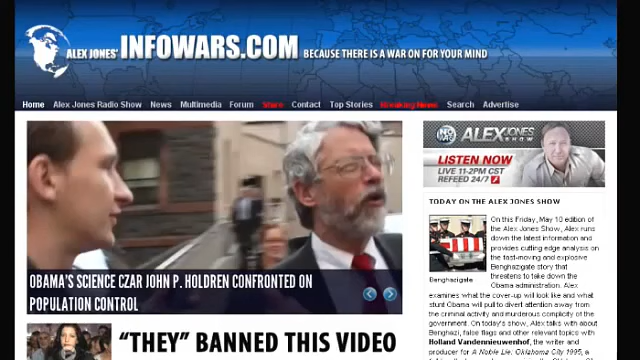 ALEX JONES' INFOWARS.COM BECAUSE THERE IS A WAR ON FOR YOUR MIND
Home Alex Jones Radio Show News Multimedia Forum Share Contact Top Stories Breaking News Search Advertise
OBAMA'S SCIENCE CZAR JOHN P. HOLDREN CONFRONTED ON
POPULATION CONTROL
"THEY" BANNED THIS VIDEO
ALEX JONES
SHOW
LISTEN NOW
LIVE 11-2PM CST
REFEED 24/7
TODAY ON THE ALEX JONES SHOW
On this Friday, May 10 edition of
the Alex Jones Show, Alex runs
down the latest information and
provides cutting edge analysis on
the fast-moving and explosive
Benghazigate story that
threatens to take down the
Benghazigate
Obama administration. Alex
examines what the cover-up will look like and what
stunt Obama will pull to divert attention away from
the criminal activity and murderous complicity of the
government. On today's show, Alex talks with about
Benghazi, false flags and other relevant topics with
Holland Vandennieuwenhof, the writer and
producer for A Noble Lie: Oklahoma City 1995, a